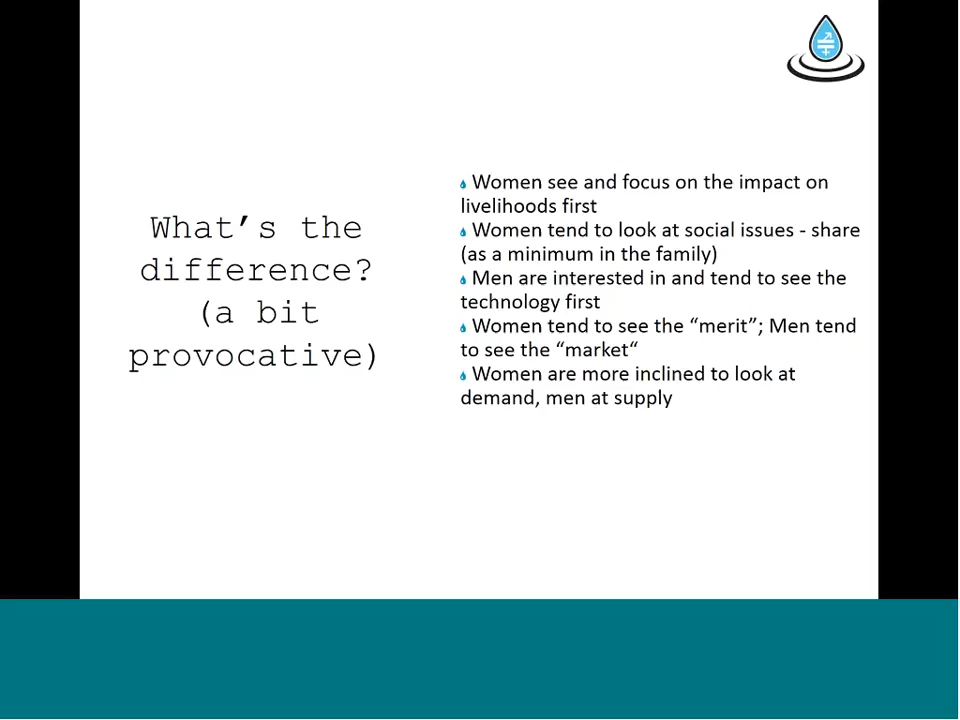 What’s the
difference?
(a bit
provocative)
Women see and focus on the impact on
livelihoods first
Women tend to look at social issues - share
(as a minimum in the family)
Men are interested in and tend to see the
technology first
Women tend to see the “merit”; Men tend
to see the “market“
Women are more inclined to look at
demand, men at supply